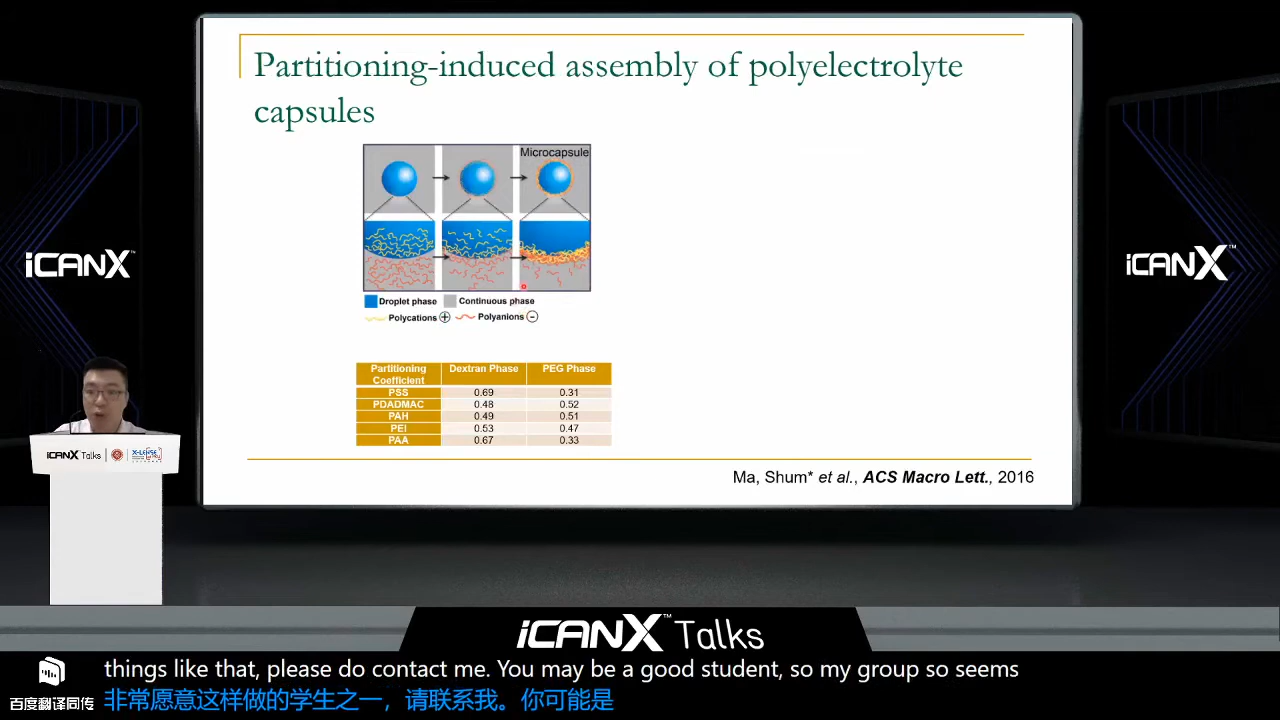 Partitioning-induced assembly of polyelectrolyte
capsules
Microcapsule
Droplet phase Continuous phase
Polycations + Polyanions -
Partitioning Coefficient Dextran Phase PEG Phase
PSS 0.69 0.31
PDADMAC 0.48 0.52
PAH 0.49 0.51
PEI 0.53 0.47
PAA 0.67 0.33
Ma, Shum* et al., ACS Macro Lett., 2016
iCANX™
iCANX™
iCANX Talks
X-LENSE
iCANX™ Talks
things like that, please do contact me. You may be a good student, so my group so seems
百度翻译同传
非常愿意这样做的学生之一，请联系我。你可能是